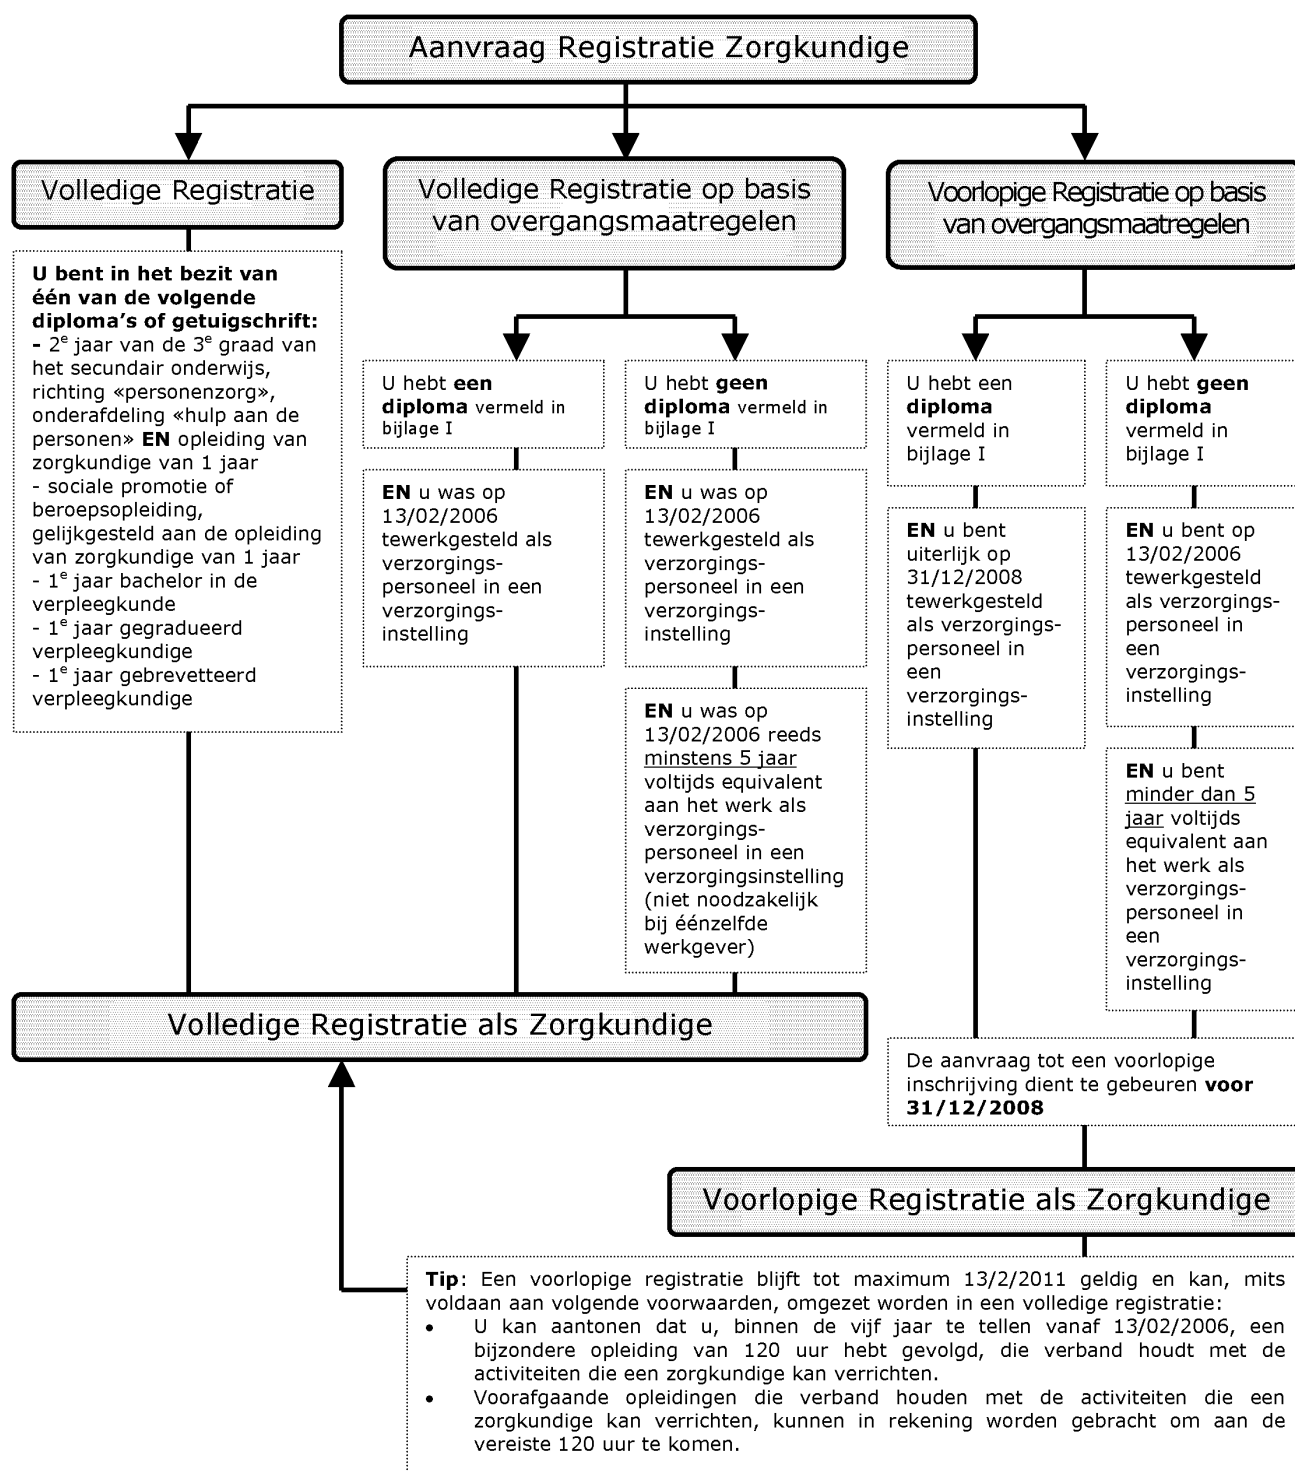 Aanvraag Registratie Zorgkundige
Volledige Registratie
U bent in het bezit van
één van de volgende
diploma's of getuigschrift:
- 2e jaar van de 3e graad van
het secundair onderwijs,
richting «personenzorg»,
onderafdeling «hulp aan de
personen» EN opleiding van
zorgkundige van 1 jaar
- sociale promotie of
beroepsopleiding,
gelijkgesteld aan de opleiding
van zorgkundige van 1 jaar
- 1e jaar bachelor in de
verpleegkunde
- 1e jaar gegradueerd
verpleegkundige
- 1e jaar gebrevetteerd
verpleegkundige
Volledige Registratie op basis
van overgangsmaatregelen
U hebt een
diploma vermeld in
bijlage I
EN u was op
13/02/2006
tewerkgesteld als
verzorgings-
personeel in een
verzorgings-
instelling
U hebt geen
diploma vermeld in
bijlage I
EN u was op
13/02/2006
tewerkgesteld als
verzorgings-
personeel in een
verzorgings-
instelling
EN u was op
13/02/2006 reeds
minstens 5 jaar
voltijds equivalent
aan het werk als
verzorgings-
personeel in een
verzorgingsinstelling
(niet noodzakelijk
bij éénzelfde
werkgever)
Voorlopige Registratie op basis
van overgangsmaatregelen
U hebt een
diploma
vermeld in
bijlage I
EN u bent
uiterlijk op
31/12/2008
tewerkgesteld
als verzorgings-
personeel in
een
verzorgings-
instelling
U hebt geen
diploma
vermeld in
bijlage I
EN u bent op
13/02/2006
tewerkgesteld
als verzorgings-
personeel in
een
verzorgings-
instelling
EN u bent
minder dan 5
jaar voltijds
equivalent aan
het werk als
verzorgings-
personeel in
een
verzorgings-
instelling
Volledige Registratie als Zorgkundige
De aanvraag tot een voorlopige
inschrijving dient te gebeuren voor
31/12/2008
Voorlopige Registratie als Zorgkundige
Tip: Een voorlopige registratie blijft tot maximum 13/2/2011 geldig en kan, mits
voldaan aan volgende voorwaarden, omgezet worden in een volledige registratie:
• U kan aantonen dat u, binnen de vijf jaar te tellen vanaf 13/02/2006, een
bijzondere opleiding van 120 uur hebt gevolgd, die verband houdt met de
activiteiten die een zorgkundige kan verrichten.
• Voorafgaande opleidingen die verband houden met de activiteiten die een
zorgkundige kan verrichten, kunnen in rekening worden gebracht om aan de
vereiste 120 uur te komen.